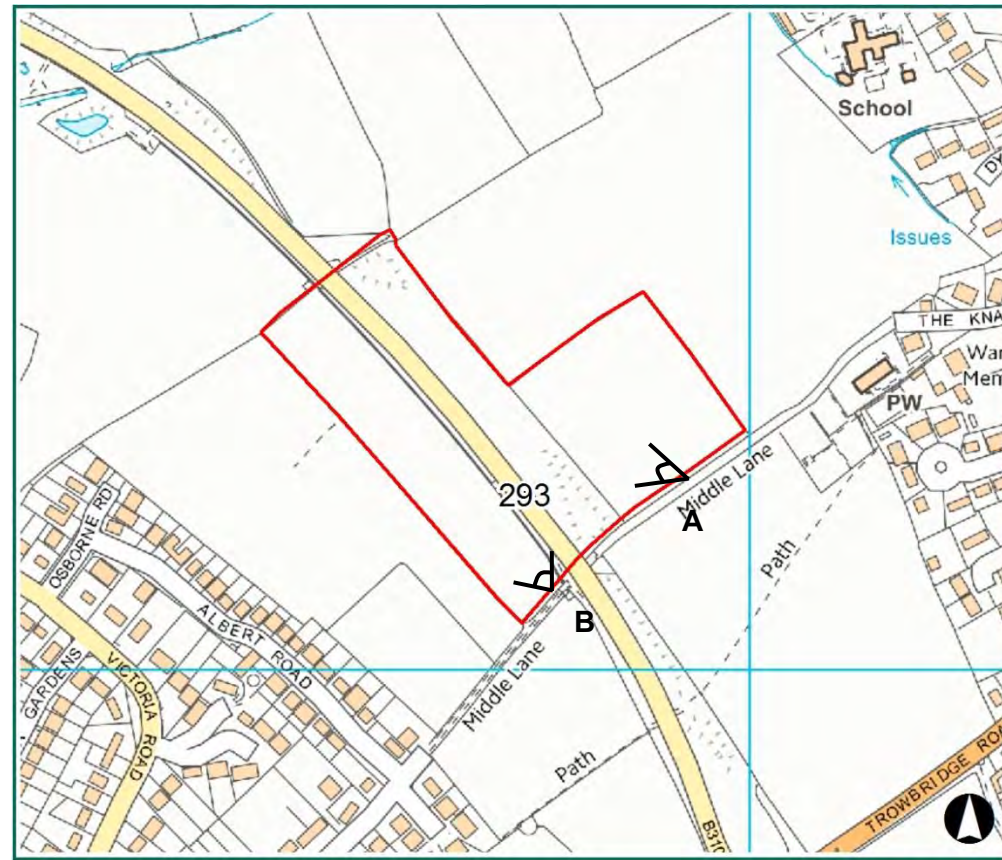 School
DY
Issues
THE KNA
War
Mem
PW
293
Middle Lane
A
Path
OSBORNE RD
ALBERT ROAD
B
Middle Lane
VICTORIA ROAD
GARDENS
Path
B310
TROWBRIDGE ROA